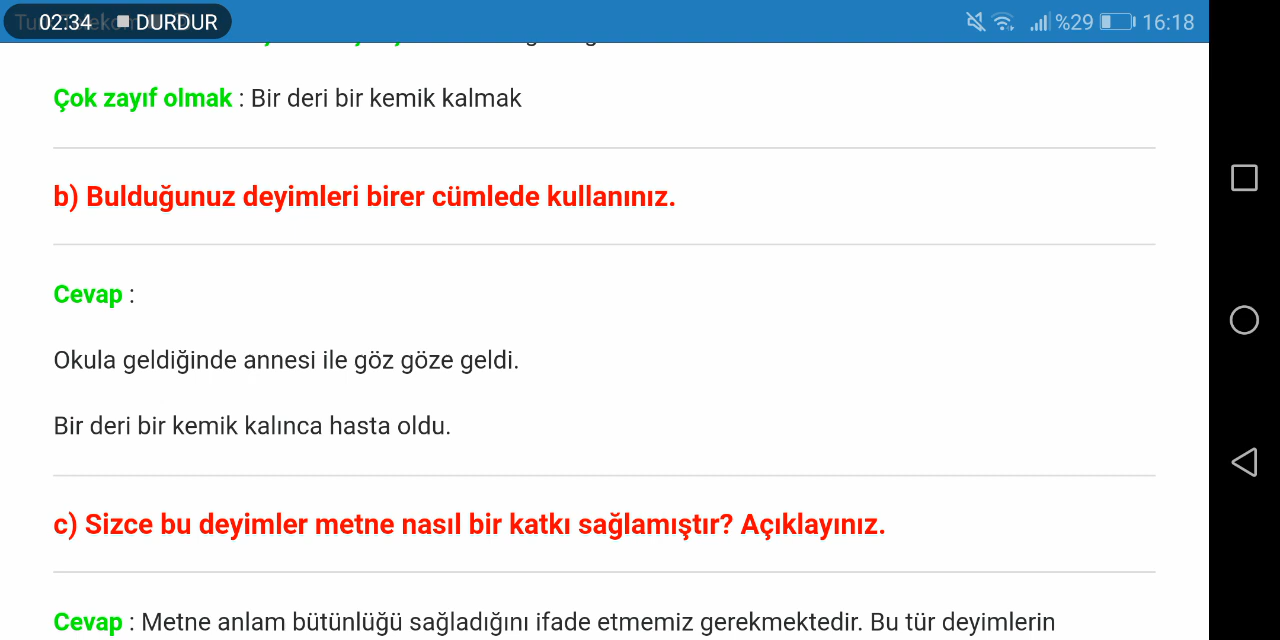 02:34 DURDUR %29 16:18
Çok zayıf olmak : Bir deri bir kemik kalmak
b) Bulduğunuz deyimleri birer cümlede kullanınız.
Cevap :
Okula geldiğinde annesi ile göz göze geldi.
Bir deri bir kemik kalınca hasta oldu.
c) Sizce bu deyimler metne nasıl bir katkı sağlamıştır? Açıklayınız.
Cevap : Metne anlam bütünlüğü sağladığını ifade etmemiz gerekmektedir. Bu tür deyimlerin